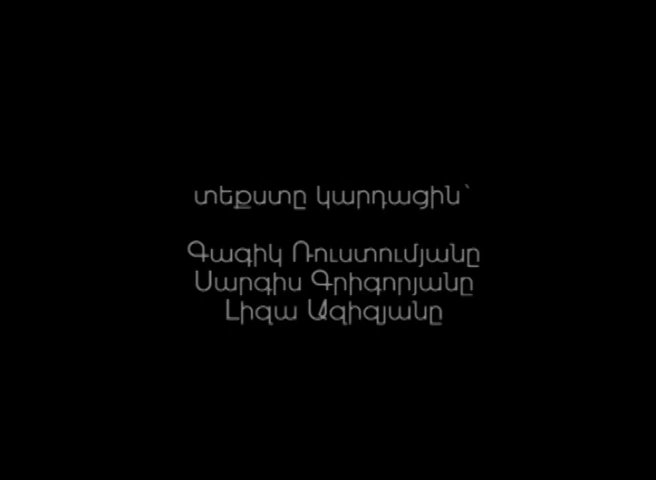 տեքստը կարդացին՝
Գագիկ Ռուստումյանը
Սարգիս Գրիգորյանը
Լիզա Ազիզյանը